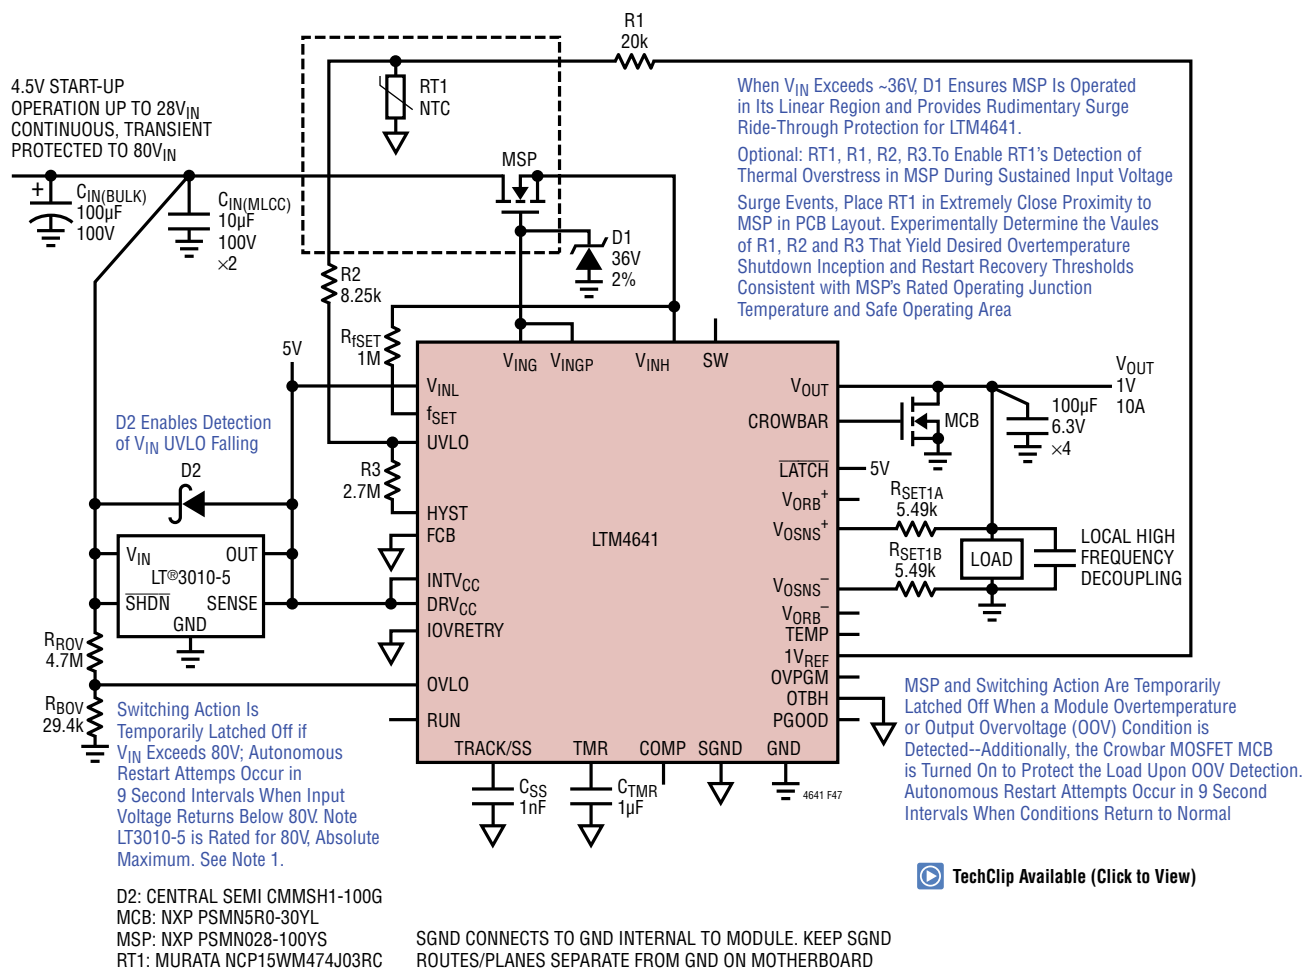 R1
20k
4.5V START-UP
OPERATION UP TO 28VIN
CONTINUOUS, TRANSIENT
PROTECTED TO 80VIN
RT1
NTC
When VIN Exceeds ~36V, D1 Ensures MSP Is Operated
in Its Linear Region and Provides Rudimentary Surge
Ride-Through Protection for LTM4641.
Optional: RT1, R1, R2, R3.To Enable RT1's Detection of
Thermal Overstress in MSP During Sustained Input Voltage
Surge Events, Place RT1 in Extremely Close Proximity to
MSP in PCB Layout. Experimentally Determine the Vaules
of R1, R2 and R3 That Yield Desired Overtemperature
Shutdown Inception and Restart Recovery Thresholds
Consistent with MSP's Rated Operating Junction
Temperature and Safe Operating Area
MSP
+
CIN(BULK)
100µF
100V
CIN(MLCC)
10µF
100V
×2
D1
36V
2%
R2
8.25k
RfSET
1M
5V
VING
VINGP
VINH
SW
VINL
fSET
UVLO
HYST
FCB
INTVCC
DRVCC
IOVRETRY
OVLO
RUN
TRACK/SS
TMR
COMP
SGND
GND
LTM4641
VOUT
CROWBAR
LATCH
VORB+
VOSNS+
VOSNS–
VORB–
TEMP
1VREF
OVPGM
OTBH
PGOOD
VOUT
1V
10A
100µF
6.3V
×4
MCB
5V
RSET1A
5.49k
RSET1B
5.49k
LOAD
LOCAL HIGH
FREQUENCY
DECOUPLING
D2 Enables Detection
of VIN UVLO Falling
D2
R3
2.7M
VIN
OUT
LT®3010-5
SHDN
SENSE
GND
RROV
4.7M
RBOV
29.4k
Switching Action Is
Temporarily Latched Off if
VIN Exceeds 80V; Autonomous
Restart Attemps Occur in
9 Second Intervals When Input
Voltage Returns Below 80V. Note
LT3010-5 is Rated for 80V, Absolute
Maximum. See Note 1.
CSS
1nF
CTMR
1µF
4641 F47
MSP and Switching Action Are Temporarily
Latched Off When a Module Overtemperature
or Output Overvoltage (OOV) Condition is
Detected--Additionally, the Crowbar MOSFET MCB
is Turned On to Protect the Load Upon OOV Detection.
Autonomous Restart Attempts Occur in 9 Second
Intervals When Conditions Return to Normal
TechClip Available (Click to View)
D2: CENTRAL SEMI CMMSH1-100G
MCB: NXP PSMN5R0-30YL
MSP: NXP PSMN028-100YS
RT1: MURATA NCP15WM474J03RC
SGND CONNECTS TO GND INTERNAL TO MODULE. KEEP SGND
ROUTES/PLANES SEPARATE FROM GND ON MOTHERBOARD